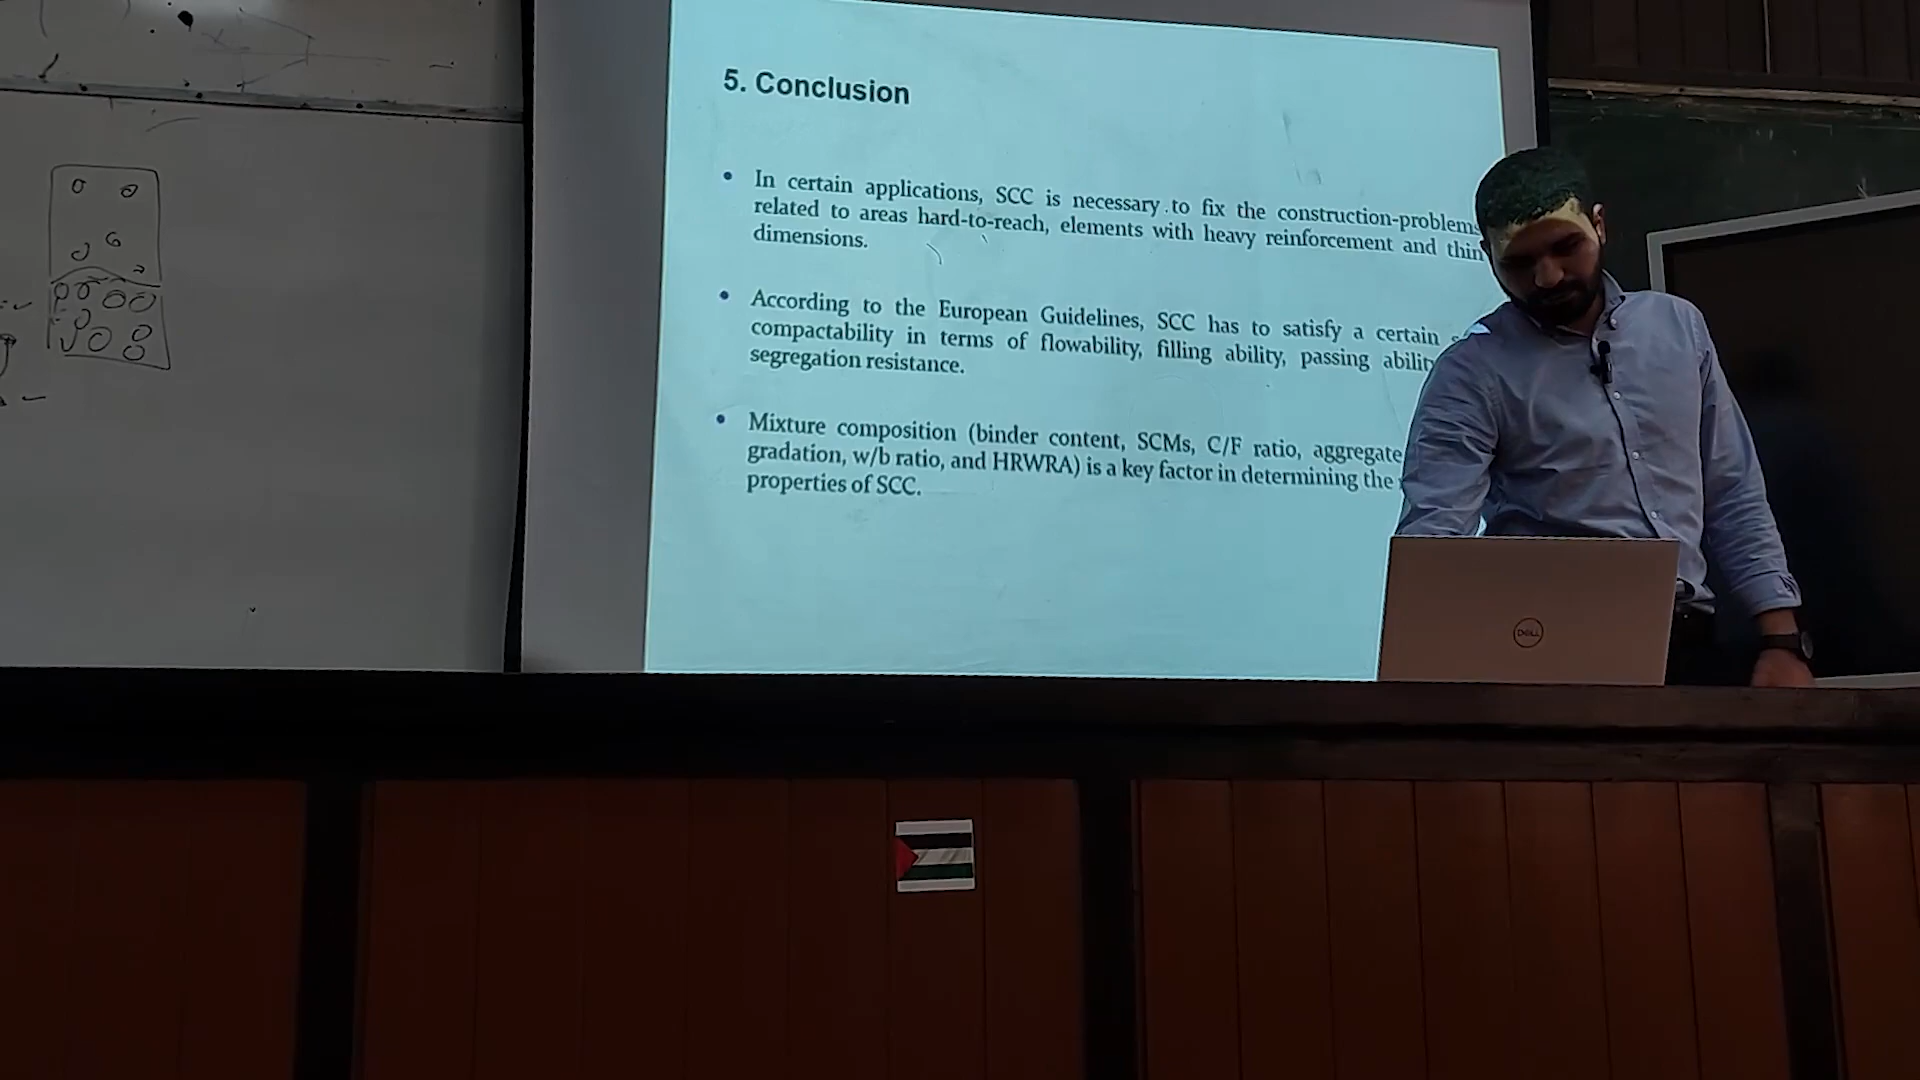 5. Conclusion
• In certain applications, SCC is necessary to fix the construction-problems
related to areas hard-to-reach, elements with heavy reinforcement and thin
dimensions.
• According to the European Guidelines, SCC has to satisfy a certain
compactability in terms of flowability, filling ability, passing
segregation resistance.
• Mixture composition (binder content, SCMs, C/F ratio, aggregate
gradation, w/b ratio, and HRWRA) is a key factor in determining the
properties of SCC.
DELL